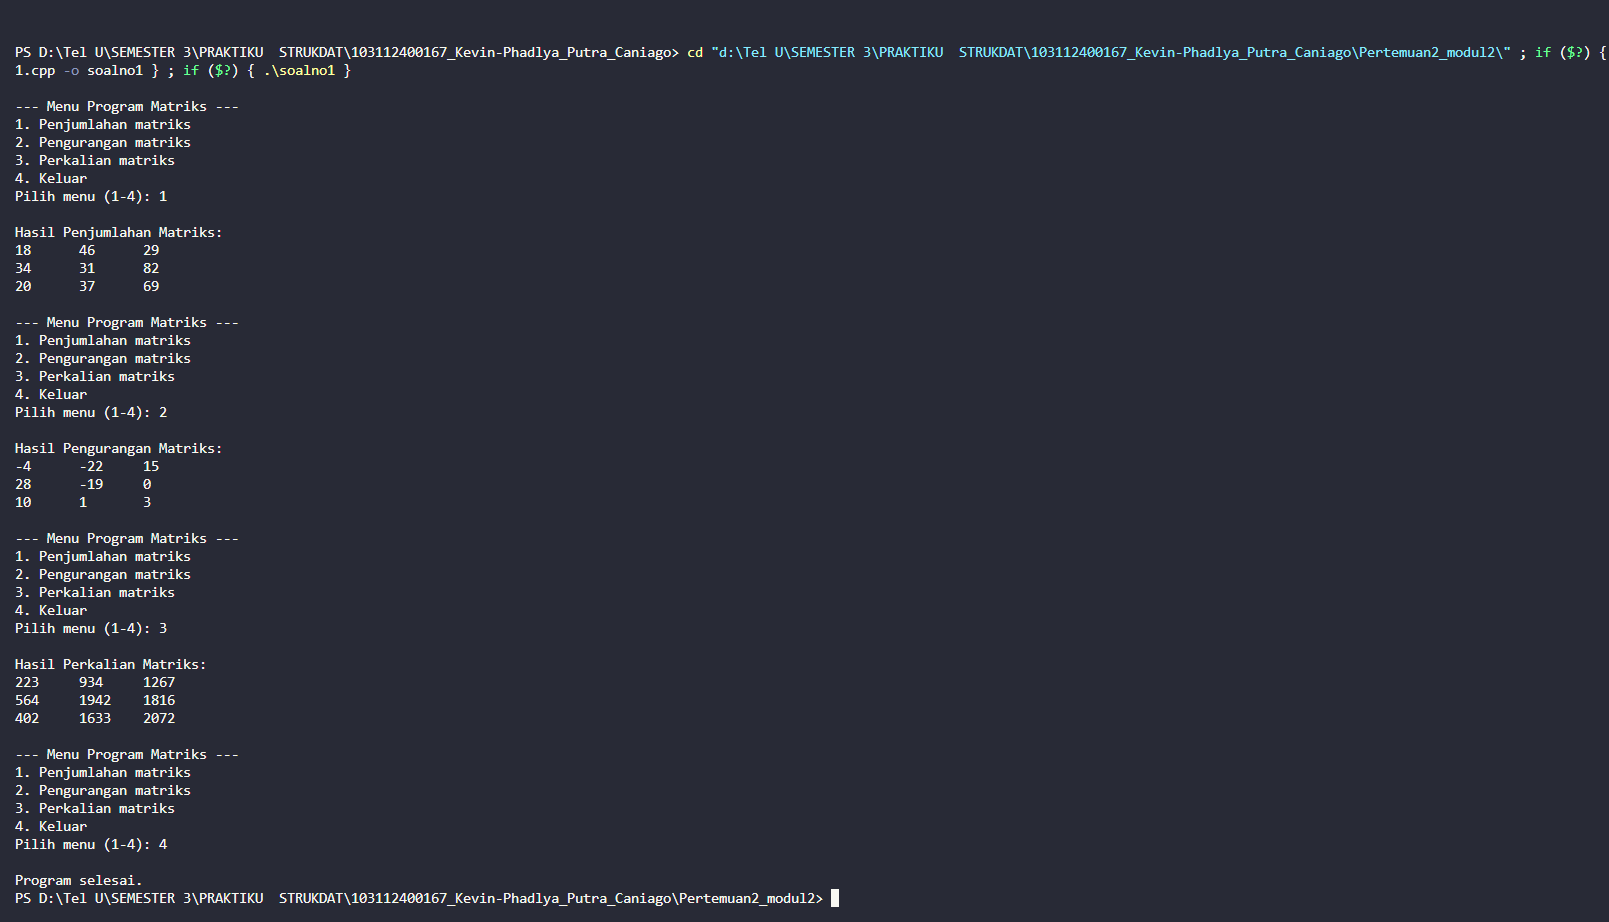 PS D:\Tel U\SEMESTER 3\PRAKTIKU  STRUKDAT\103112400167_Kevin-Phadlya_Putra_Caniago> cd "d:\Tel U\SEMESTER 3\PRAKTIKU  STRUKDAT\103112400167_Kevin-Phadlya_Putra_Caniago\Pertemuan2_modul2\" ; if ($?) {
1.cpp -o soalno1 } ; if ($?) { .\soalno1 }
--- Menu Program Matriks ---
1. Penjumlahan matriks
2. Pengurangan matriks
3. Perkalian matriks
4. Keluar
Pilih menu (1-4): 1
Hasil Penjumlahan Matriks:
18      46      29
34      31      82
20      37      69
--- Menu Program Matriks ---
1. Penjumlahan matriks
2. Pengurangan matriks
3. Perkalian matriks
4. Keluar
Pilih menu (1-4): 2
Hasil Pengurangan Matriks:
-4      -22     15
28      -19     0
10      1       3
--- Menu Program Matriks ---
1. Penjumlahan matriks
2. Pengurangan matriks
3. Perkalian matriks
4. Keluar
Pilih menu (1-4): 3
Hasil Perkalian Matriks:
223     934     1267
564     1942    1816
402     1633    2072
--- Menu Program Matriks ---
1. Penjumlahan matriks
2. Pengurangan matriks
3. Perkalian matriks
4. Keluar
Pilih menu (1-4): 4
Program selesai.
PS D:\Tel U\SEMESTER 3\PRAKTIKU  STRUKDAT\103112400167_Kevin-Phadlya_Putra_Caniago\Pertemuan2_modul2>